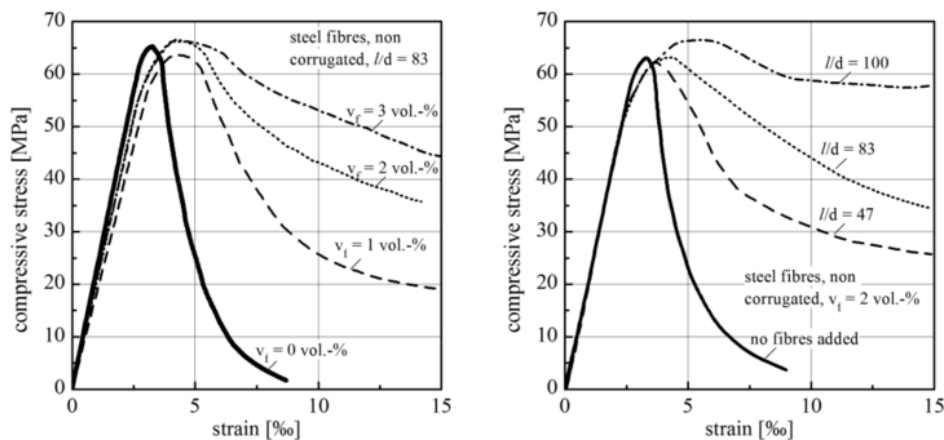 compressive stress [MPa]
70
60
50
40
30
20
10
0
steel fibres, non
corrugated, l/d = 83
v_f = 3 vol.-%
v_f = 2 vol.-%
v_f = 1 vol.-%
v_f = 0 vol.-%
0 5 10 15
strain [‰]
compressive stress [MPa]
70
60
50
40
30
20
10
0
l/d = 100
l/d = 83
l/d = 47
steel fibres, non
corrugated, v_f = 2 vol.-%
no fibres added
0 5 10 15
strain [‰]